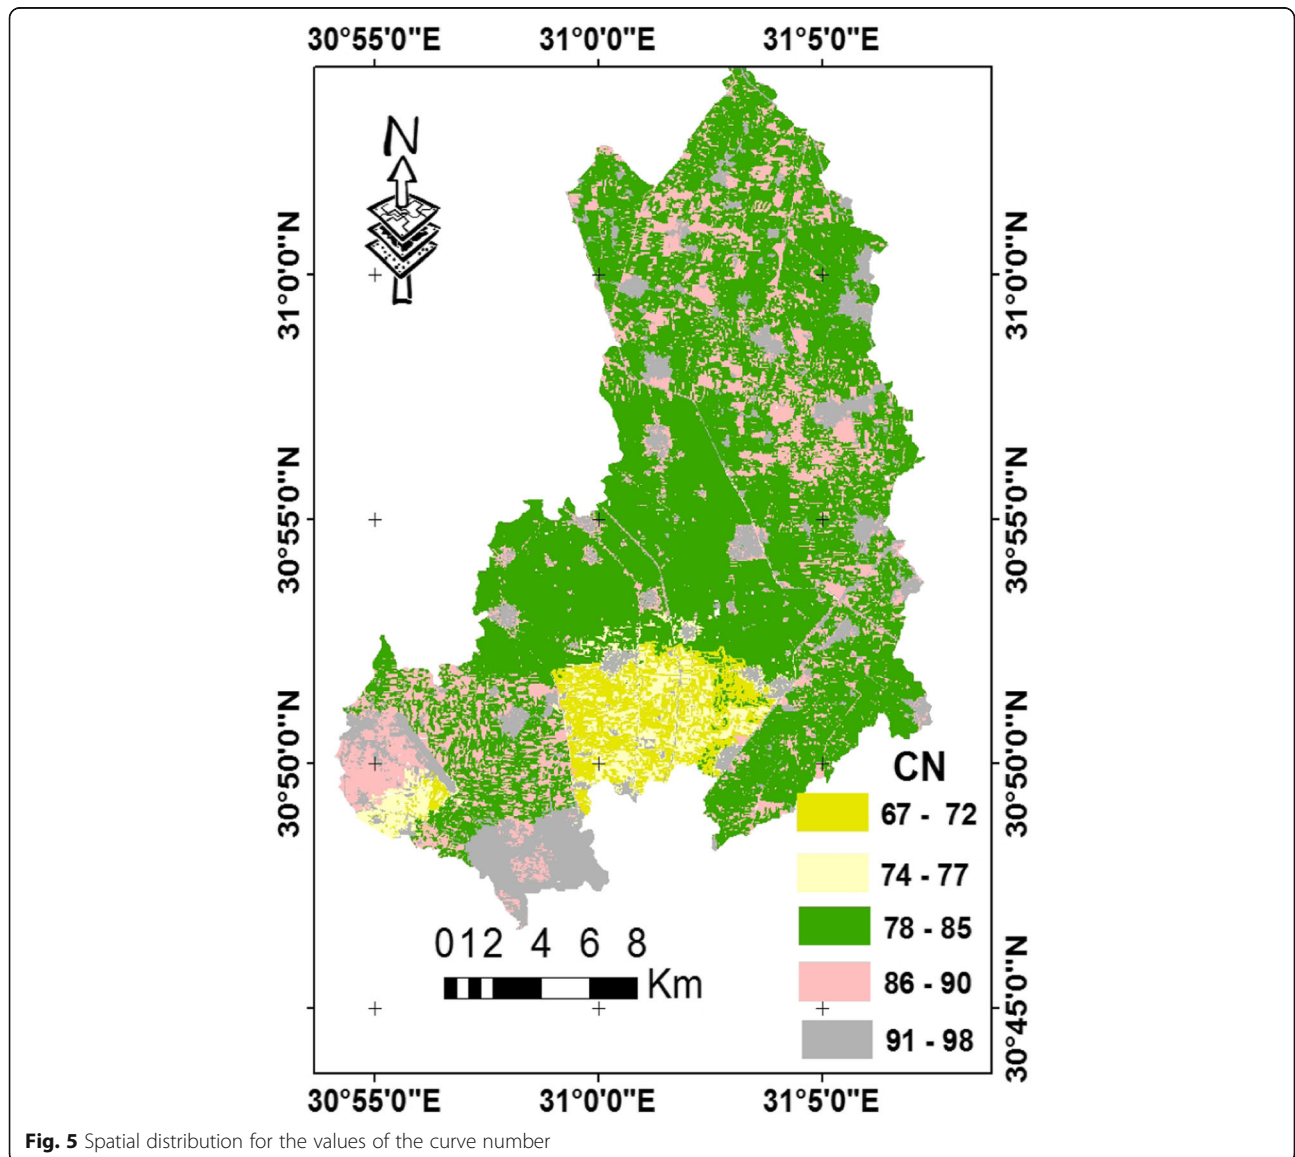 30°55'0"E 31°0'0"E 31°5'0"E
N
31°0'0"N 31°0'0"N
30°55'0"N 30°55'0"N
30°50'0"N 30°50'0"N
CN
67 - 72
74 - 77
78 - 85
86 - 90
91 - 98
0 1 2 4 6 8
Km
30°45'0"N
30°55'0"E 31°0'0"E 31°5'0"E
Fig. 5 Spatial distribution for the values of the curve number